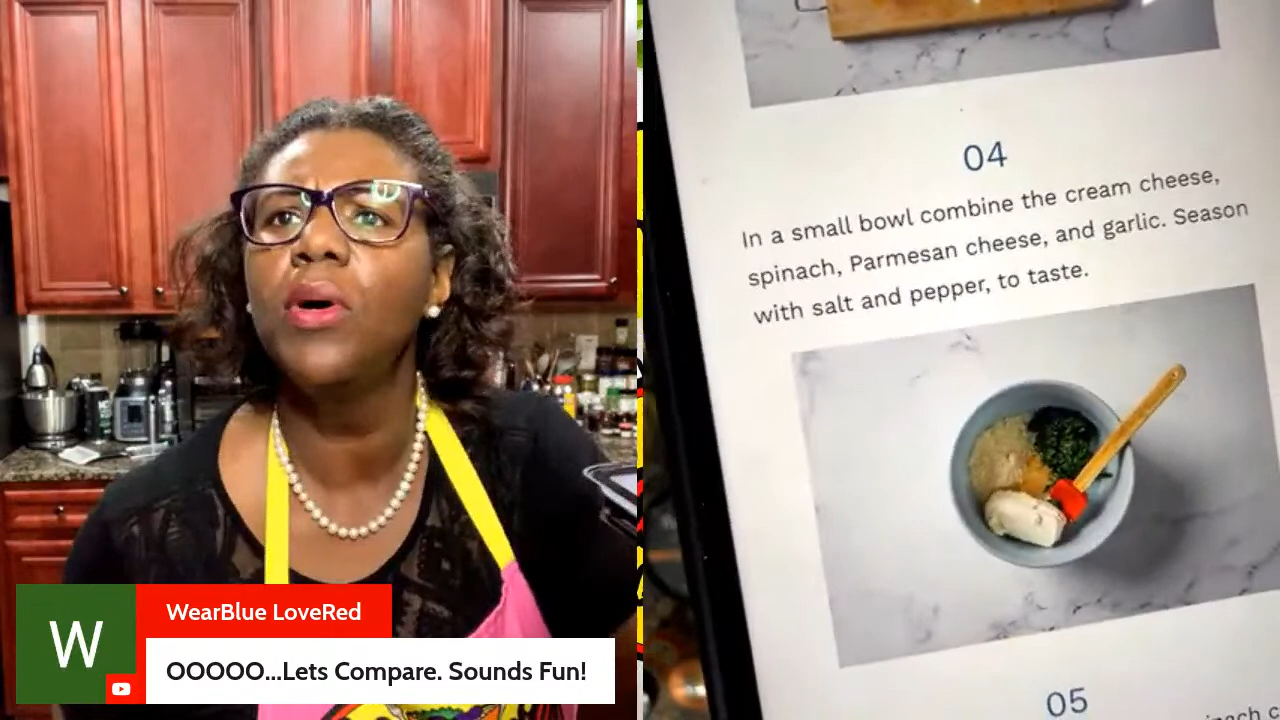 04
In a small bowl combine the cream cheese,
spinach, Parmesan cheese, and garlic. Season
with salt and pepper, to taste.
05
W
WearBlue LoveRed
OOOOO...Lets Compare. Sounds Fun!